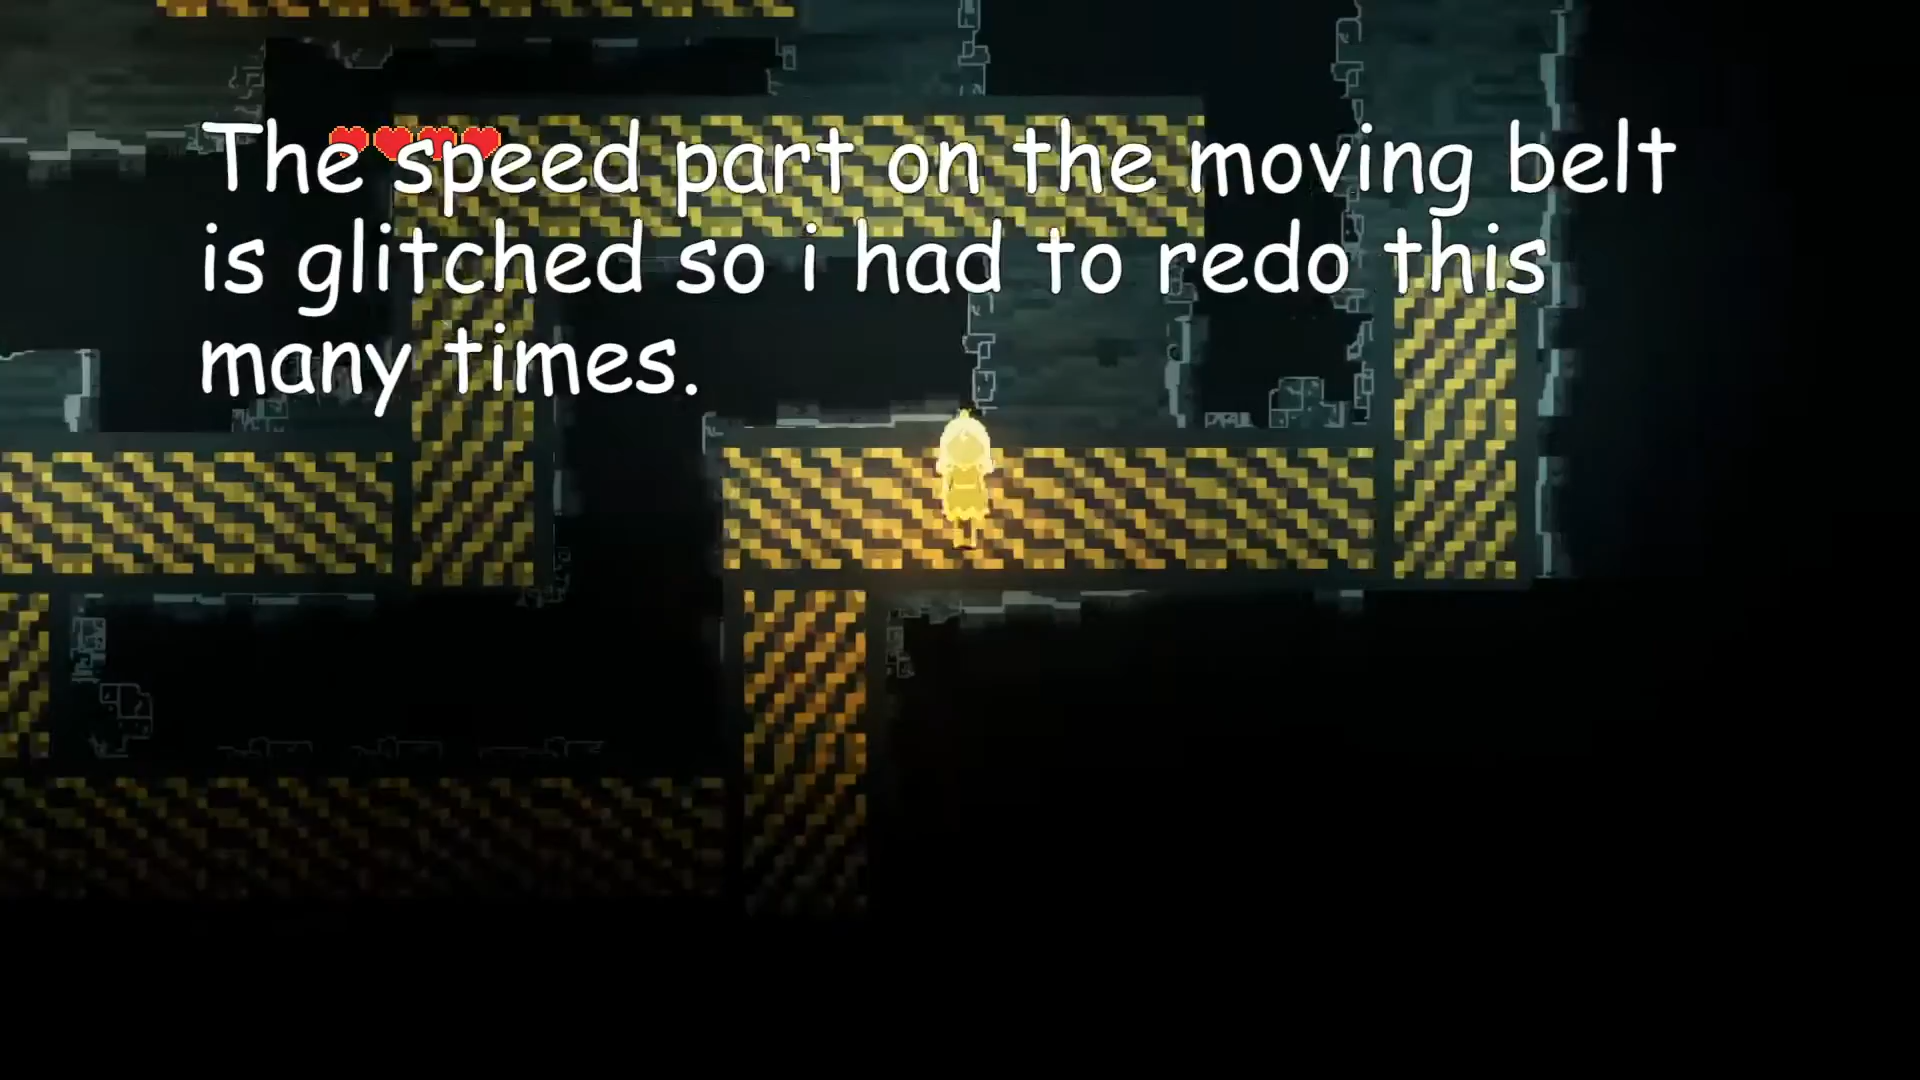 The speed part on the moving belt
is glitched so i had to redo this
many times.